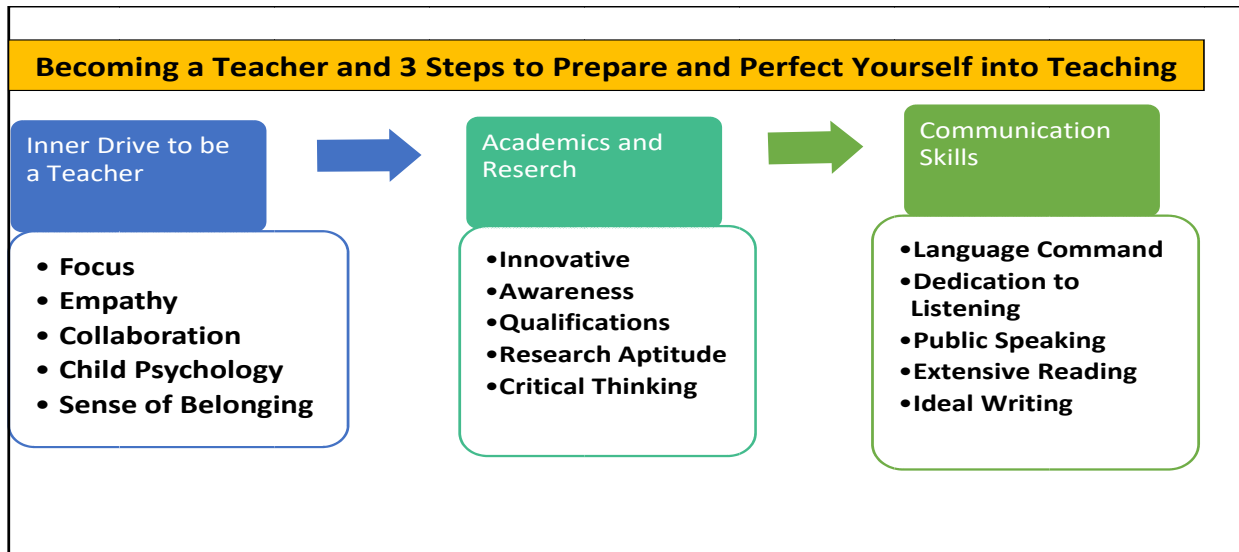 Becoming a Teacher and 3 Steps to Prepare and Perfect Yourself into Teaching
Inner Drive to be
a Teacher
• Focus
• Empathy
• Collaboration
• Child Psychology
• Sense of Belonging
Academics and
Reserch
•Innovative
•Awareness
•Qualifications
•Research Aptitude
•Critical Thinking
Communication
Skills
•Language Command
•Dedication to
Listening
•Public Speaking
•Extensive Reading
•Ideal Writing